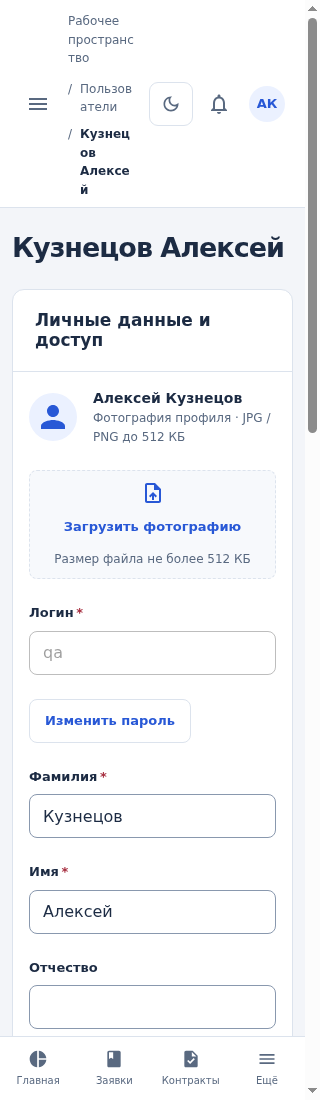 Рабочее
пространс
тво
/ Пользов
атели
/ Кузнец
ов
Алексе
й
АК
Кузнецов Алексей
Личные данные и
доступ
Алексей Кузнецов
Фотография профиля · JPG /
PNG до 512 КБ
Загрузить фотографию
Размер файла не более 512 КБ
Логин *
qa
Изменить пароль
Фамилия *
Кузнецов
Имя *
Алексей
Отчество
Главная Заявки Контракты Ещё